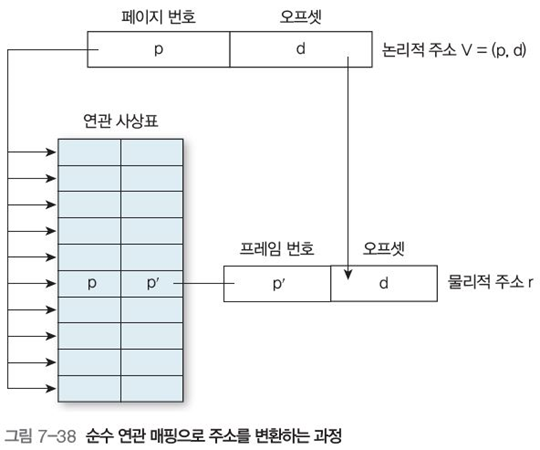 페이지 번호 오프셋
p d 논리적 주소 V = (p, d)
연관 사상표
프레임 번호 오프셋
p p′ p′ d 물리적 주소 r
그림 7-38 순수 연관 매핑으로 주소를 변환하는 과정